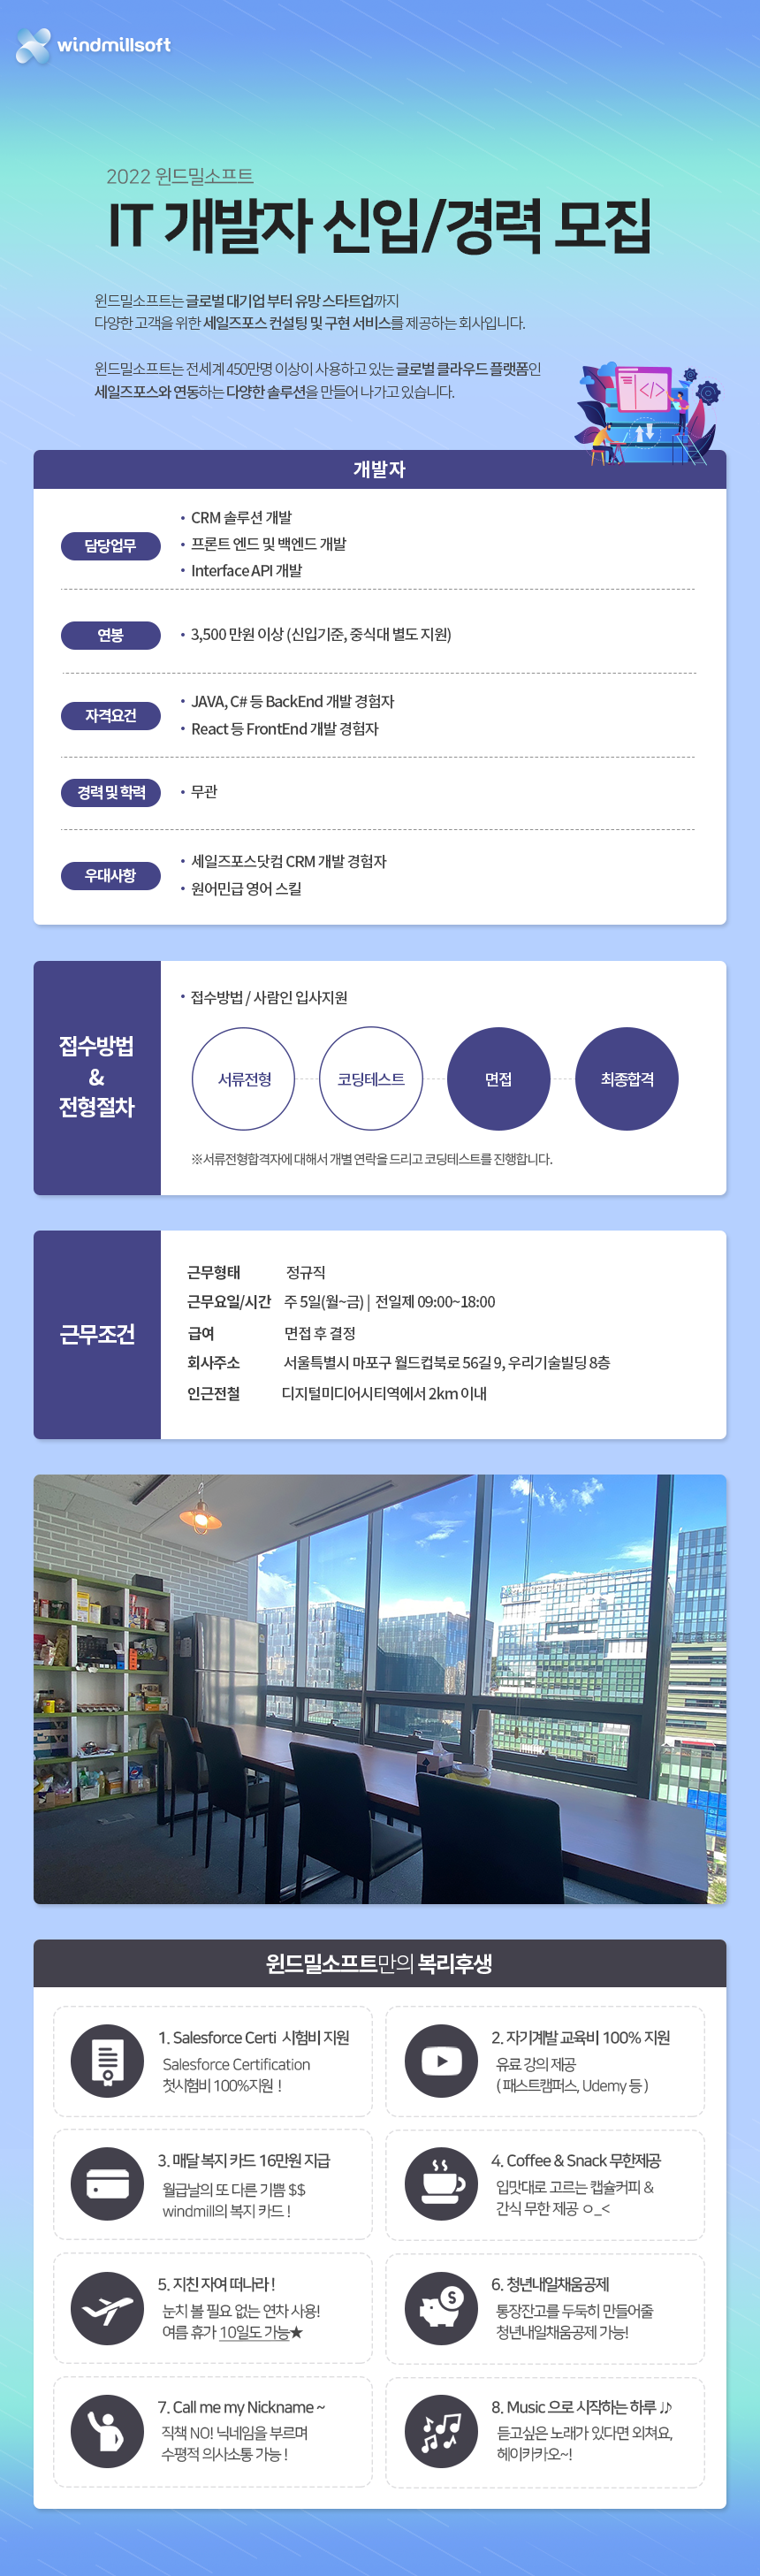 windmillsoft
2022 윈드밀소프트
IT 개발자 신입/경력 모집
윈드밀소프트는 글로벌 대기업 부터 유망 스타트업까지
다양한 고객을 위한 세일즈포스 컨설팅 및 구현 서비스를 제공하는 회사입니다.
윈드밀소프트는 전세계 450만명 이상이 사용하고 있는 글로벌 클라우드 플랫폼인
세일즈포스와 연동하는 다양한 솔루션을 만들어 나가고 있습니다.
</>
개발자
담당업무
• CRM 솔루션 개발
• 프론트 엔드 및 백엔드 개발
• Interface API 개발
연봉
• 3,500 만원 이상 (신입기준, 중식대 별도 지원)
자격요건
• JAVA, C# 등 BackEnd 개발 경험자
• React 등 FrontEnd 개발 경험자
경력 및 학력
• 무관
우대사항
• 세일즈포스닷컴 CRM 개발 경험자
• 원어민급 영어 스킬
접수방법
&
전형절차
• 접수방법 / 사람인 입사지원
서류전형 코딩테스트 면접 최종합격
※서류전형합격자에 대해서 개별 연락을 드리고 코딩테스트를 진행합니다.
근무조건
근무형태 정규직
근무요일/시간 주 5일(월~금) | 전일제 09:00~18:00
급여 면접 후 결정
회사주소 서울특별시 마포구 월드컵북로 56길 9, 우리기술빌딩 8층
인근전철 디지털미디어시티역에서 2km 이내
윈드밀소프트만의 복리후생
1. Salesforce Certi 시험비 지원
Salesforce Certification
첫시험비 100%지원 !
2. 자기계발 교육비 100% 지원
유료 강의 제공
( 패스트캠퍼스, Udemy 등 )
3. 매달 복지 카드 16만원 지급
월급날의 또 다른 기쁨 $$
windmill의 복지 카드 !
4. Coffee & Snack 무한제공
입맛대로 고르는 캡슐커피 &
간식 무한 제공 ㅇ_<
5. 지친 자여 떠나라 !
눈치 볼 필요 없는 연차 사용!
여름 휴가 10일도 가능★
6. 청년내일채움공제
통장잔고를 두둑히 만들어줄
청년내일채움공제 가능!
7. Call me my Nickname ~
직책 NO! 닉네임을 부르며
수평적 의사소통 가능 !
8. Music 으로 시작하는 하루 ♪♪
듣고싶은 노래가 있다면 외쳐요,
헤이카카오~!